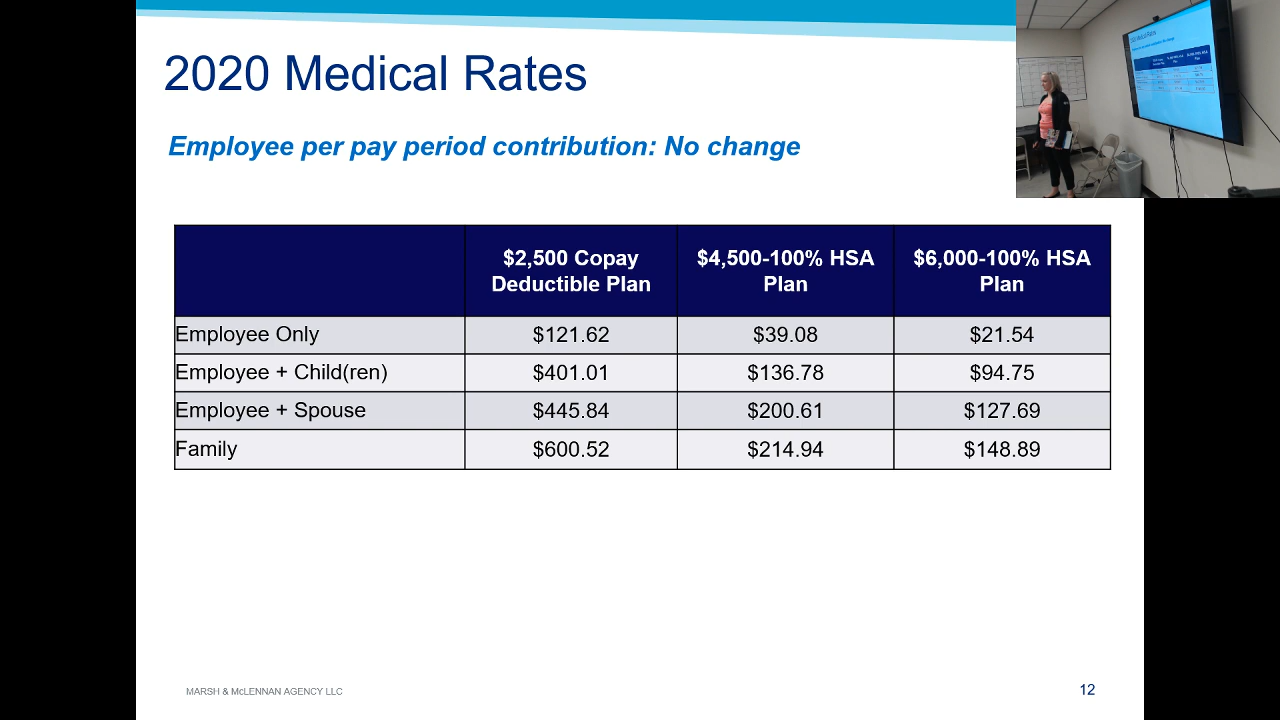 2020 Medical Rates
Employee per pay period contribution: No change
$2,500 Copay Deductible Plan
$4,500-100% HSA Plan
$6,000-100% HSA Plan
Employee Only $121.62 $39.08 $21.54
Employee + Child(ren) $401.01 $136.78 $94.75
Employee + Spouse $445.84 $200.61 $127.69
Family $600.52 $214.94 $148.89
MARSH & McLENNAN AGENCY LLC
12